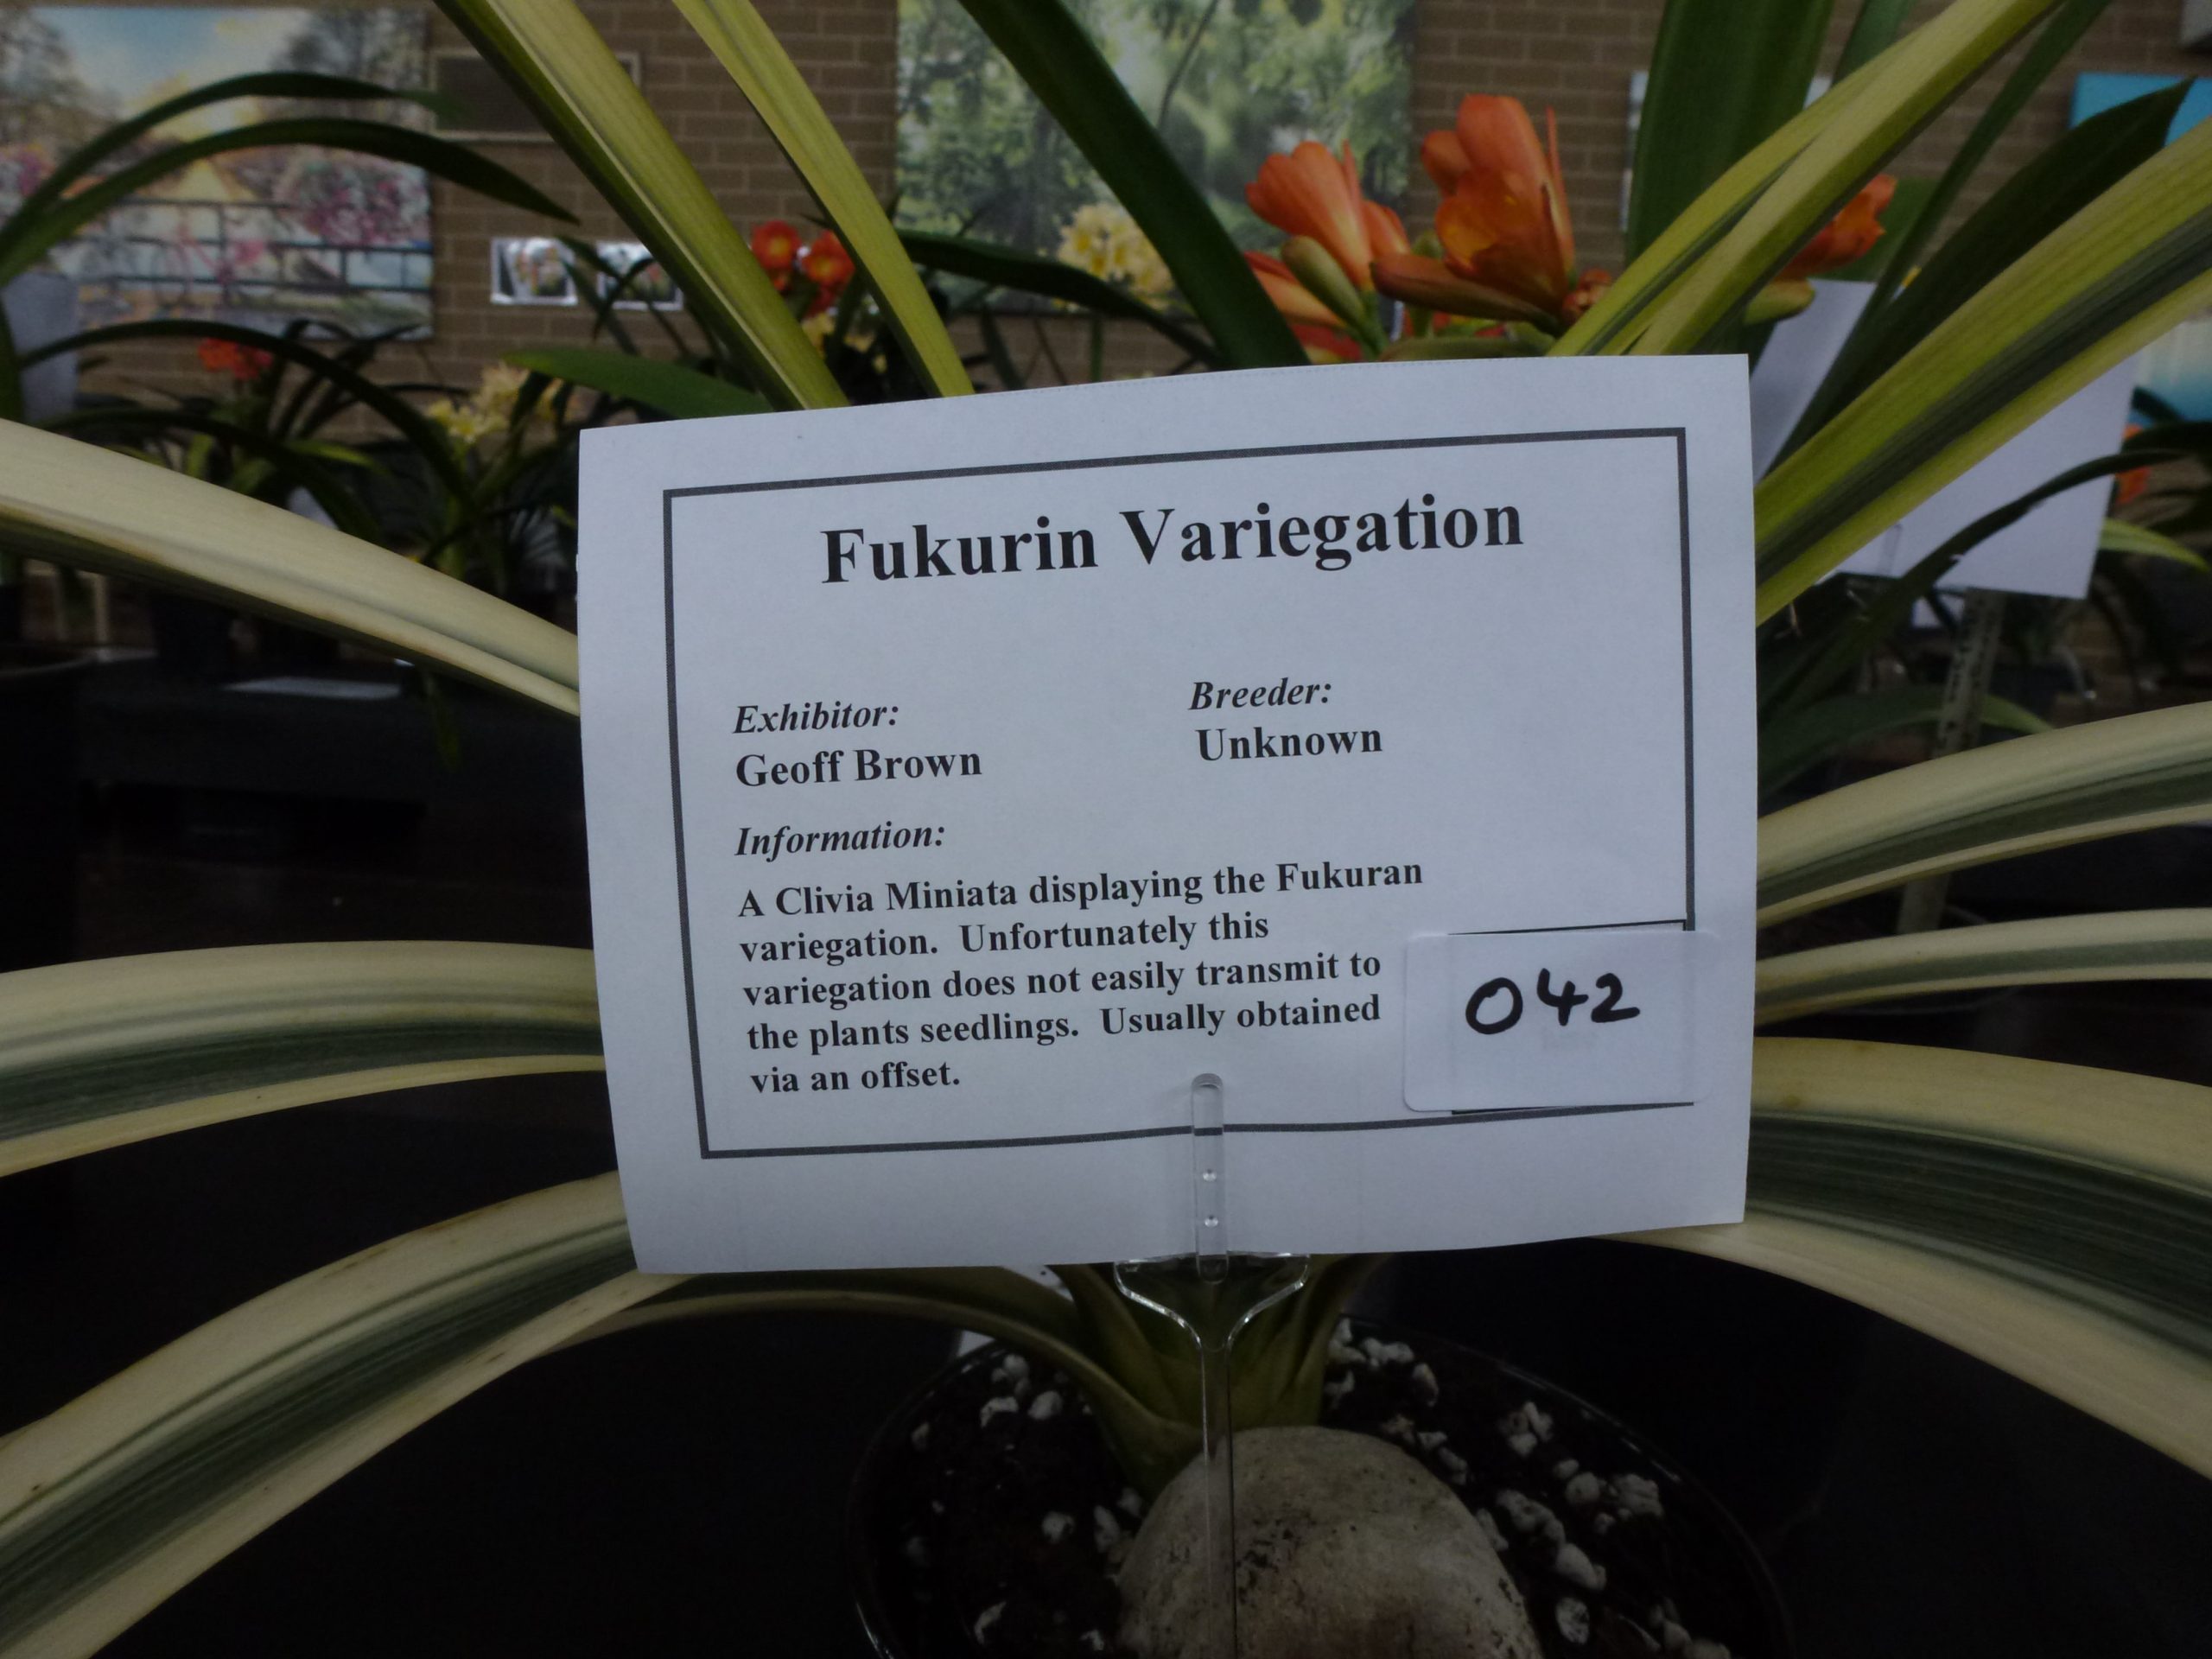 Fukurin Variegation
Exhibitor:
Geoff Brown
Breeder:
Unknown
Information:
A Clivia Miniata displaying the Fukuran
variegation. Unfortunately this
variegation does not easily transmit to
the plants seedlings. Usually obtained
via an offset.
042